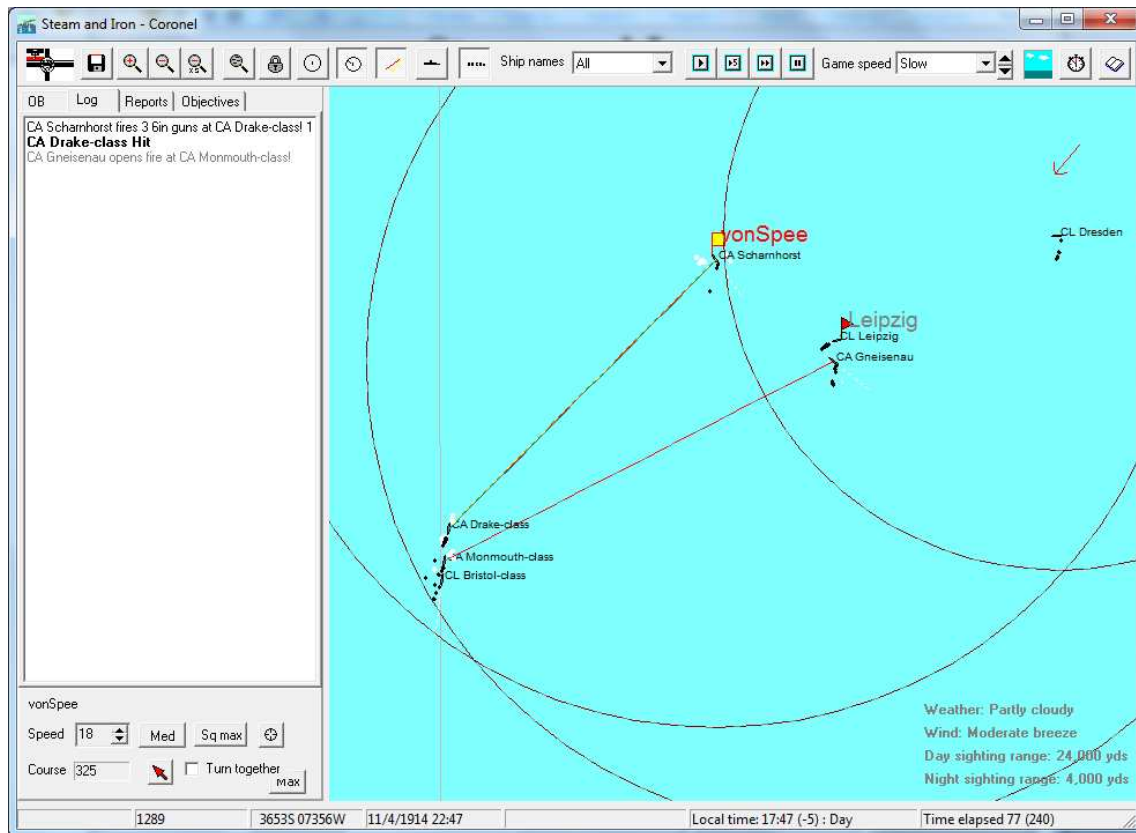 Steam and Iron - Coronel
Ship names All Game speed Slow
OB Log Reports Objectives
CA Scharnhorst fires 3 6in guns at CA Drake-class! 1
CA Drake-class Hit
CA Gneisenau opens fire at CA Monmouth-class!
vonSpee
CA Scharnhorst
CL Dresden
Leipzig
CL Leipzig
CA Gneisenau
CA Drake-class
CA Monmouth-class
CL Bristol-class
Weather: Partly cloudy
Wind: Moderate breeze
Day sighting range: 24,000 yds
Night sighting range: 4,000 yds
vonSpee
Speed 18 Med Sq max
Course 325 Turn together
max
1289 3653S 07356W 11/4/1914 22:47 Local time: 17:47 (-5) : Day Time elapsed 77 (240)